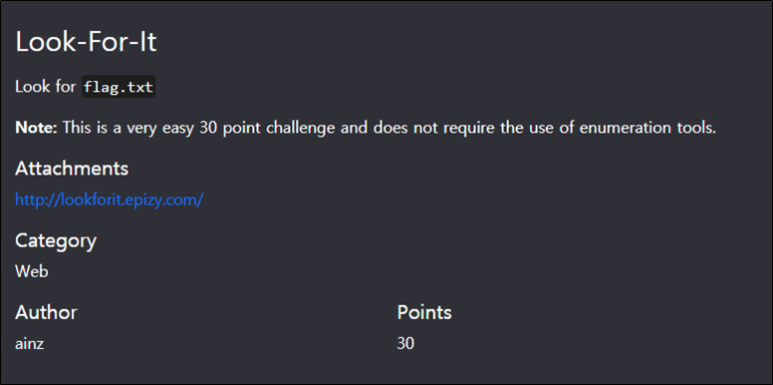 Look-For-It
Look for flag.txt
Note: This is a very easy 30 point challenge and does not require the use of enumeration tools.
Attachments
http://lookforit.epizy.com/
Category
Web
Author Points
ainz 30